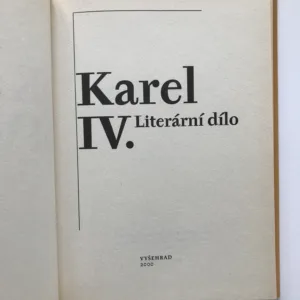 Karel
IV. Literární dílo
VYŠEHRAD
2000